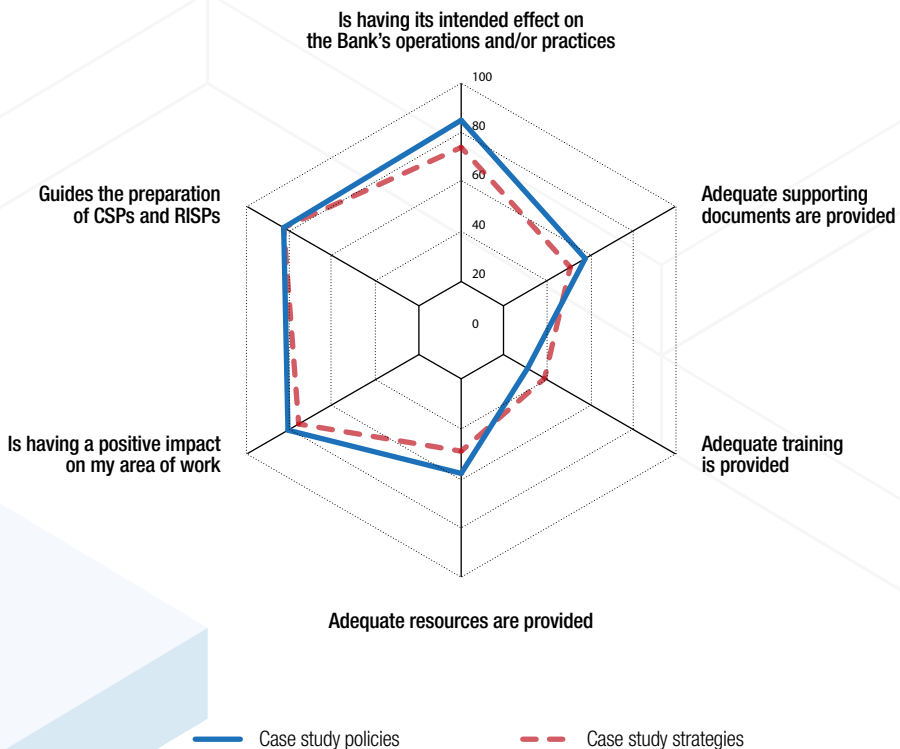 Is having its intended effect on
the Bank's operations and/or practices
100
80
60
40
20
0
Guides the preparation
of CSPs and RISPs
Adequate supporting
documents are provided
Is having a positive impact
on my area of work
Adequate training
is provided
Adequate resources are provided
Case study policies
Case study strategies